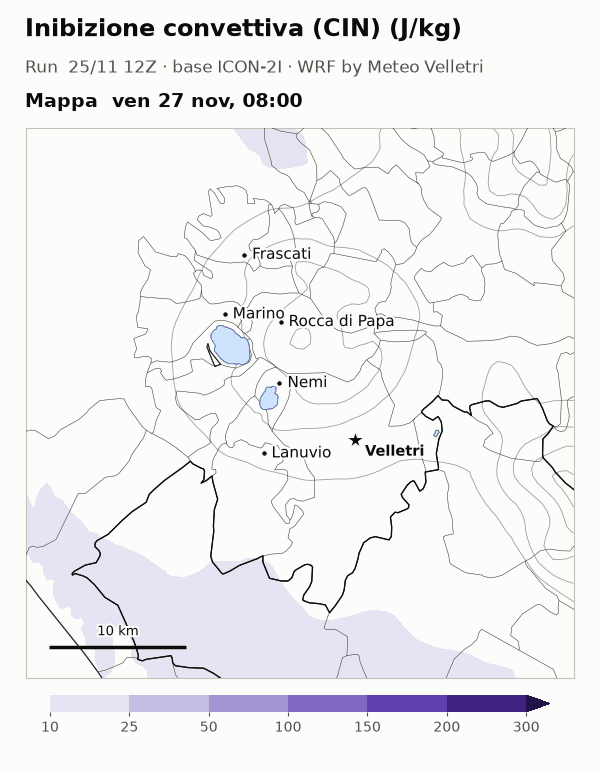 Inibizione convettiva (CIN) (J/kg)
Run  25/11 12Z · base ICON-2I · WRF by Meteo Velletri
Mappa  ven 27 nov, 08:00
Frascati
Marino
Rocca di Papa
Nemi
Velletri
Lanuvio
10 km
10 25 50 100 150 200 300